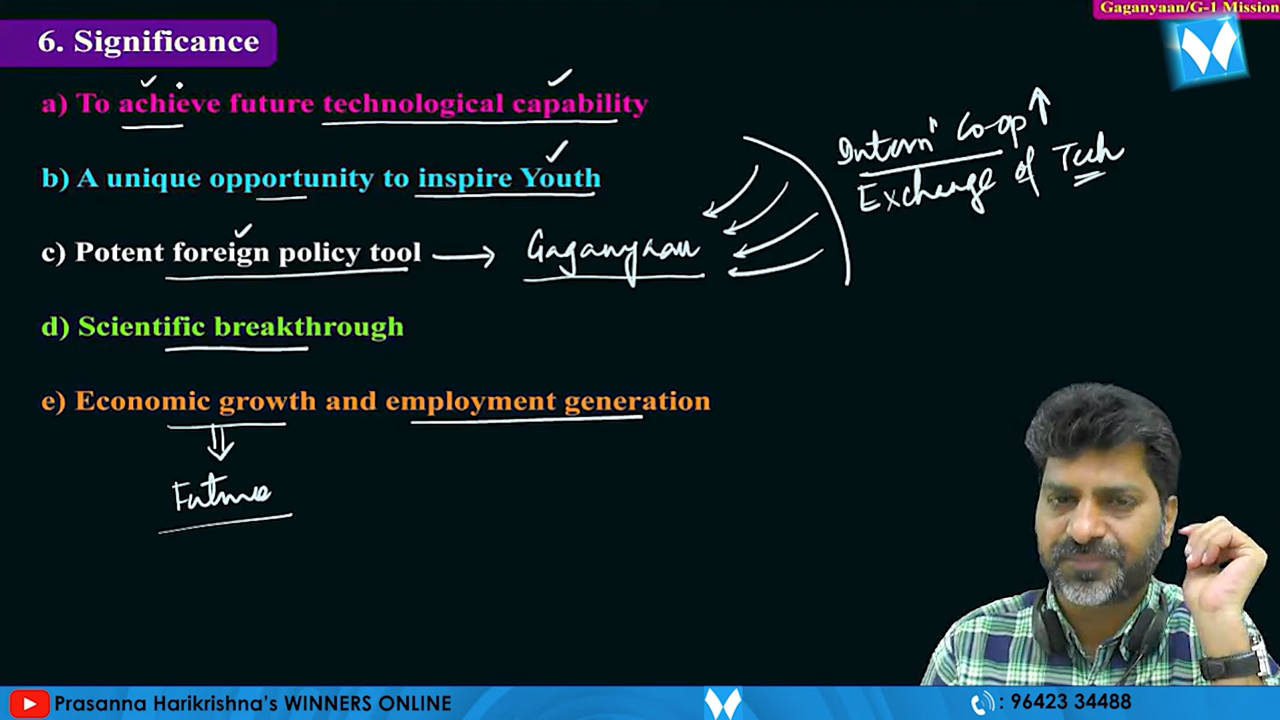 Gaganyaan/G-1 Mission
6. Significance
a) To achieve future technological capability
Intern" Co-op
Exchange of Tech
b) A unique opportunity to inspire Youth
c) Potent foreign policy tool → Gaganyaan
d) Scientific breakthrough
e) Economic growth and employment generation
Future
Prasanna Harikrishna's WINNERS ONLINE
: 96423 34488